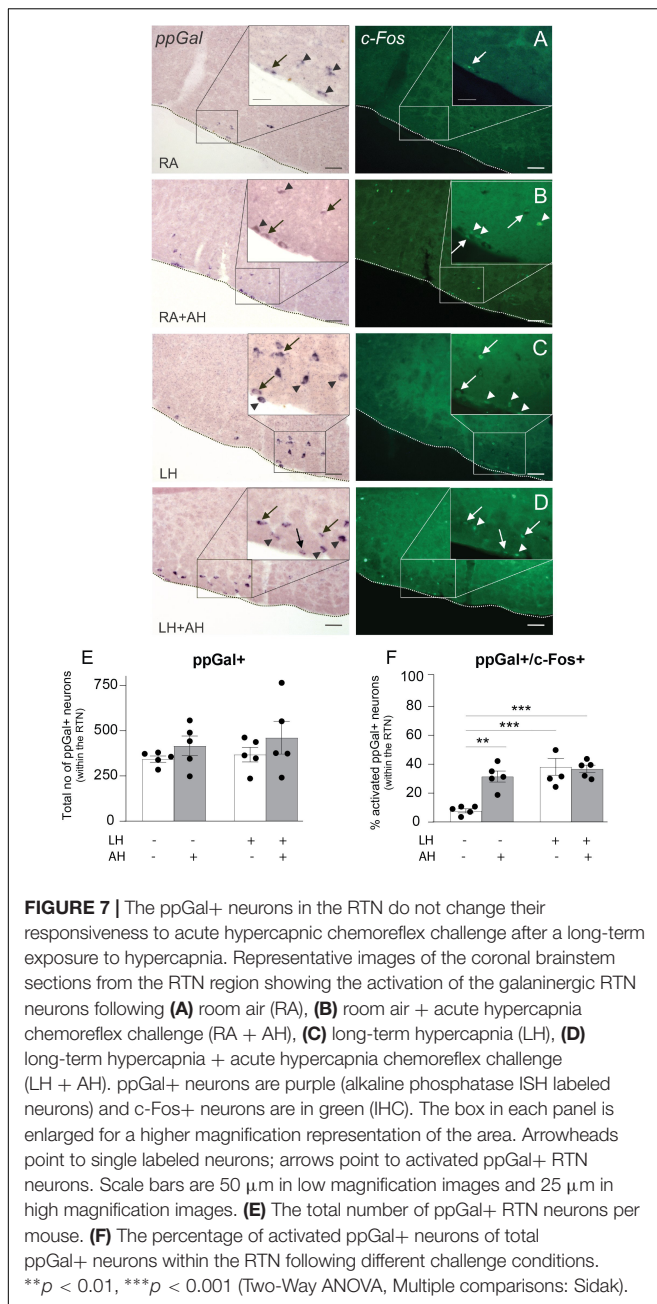 ppGal
c-Fos
A
RA
B
RA+AH
C
LH
D
LH+AH
E
ppGal+
Total no of ppGal+ neurons
(within the RTN)
750
500
250
0
LH - - + +
AH - + - +
F
ppGal+/c-Fos+
% activated ppGal+ neurons
(within the RTN)
100
80
60
40
20
0
***
***
**
LH - - + +
AH - + - +
FIGURE 7 | The ppGal+ neurons in the RTN do not change their
responsiveness to acute hypercapnic chemoreflex challenge after a long-term
exposure to hypercapnia. Representative images of the coronal brainstem
sections from the RTN region showing the activation of the galaninergic RTN
neurons following (A) room air (RA), (B) room air + acute hypercapnia
chemoreflex challenge (RA + AH), (C) long-term hypercapnia (LH), (D)
long-term hypercapnia + acute hypercapnia chemoreflex challenge
(LH + AH). ppGal+ neurons are purple (alkaline phosphatase ISH labeled
neurons) and c-Fos+ neurons are in green (IHC). The box in each panel is
enlarged for a higher magnification representation of the area. Arrowheads
point to single labeled neurons; arrows point to activated ppGal+ RTN
neurons. Scale bars are 50 μm in low magnification images and 25 μm in
high magnification images. (E) The total number of ppGal+ RTN neurons per
mouse. (F) The percentage of activated ppGal+ neurons of total
ppGal+ neurons within the RTN following different challenge conditions.
**p < 0.01, ***p < 0.001 (Two-Way ANOVA, Multiple comparisons: Sidak).